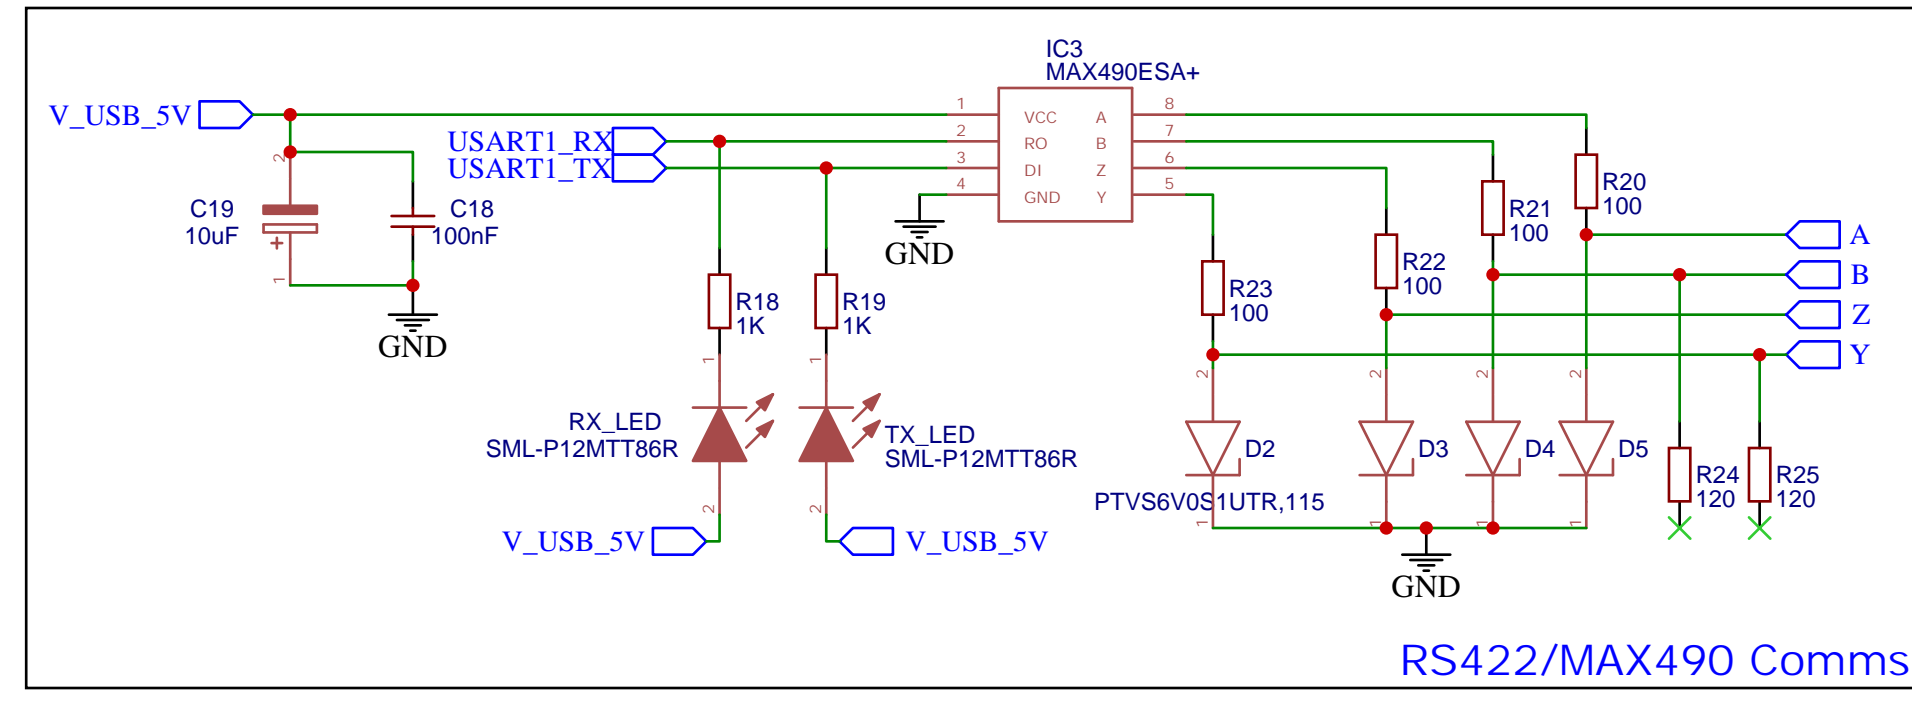 IC3
MAX490ESA+
V_USB_5V
1
VCC
A
8
USART1_RX
2
RO
B
7
USART1_TX
3
DI
Z
6
4
GND
Y
5
2
C19
10uF
+
1
C18
100nF
GND
GND
R20
100
R21
100
R22
100
R23
100
A
B
Z
Y
R18
1K
R19
1K
1
1
RX_LED
SML-P12MTT86R
TX_LED
SML-P12MTT86R
2
2
V_USB_5V
V_USB_5V
2
2
2
2
D2
D3
D4
D5
PTVS6V0S1UTR,115
1
1
1
1
R24
120
R25
120
GND
RS422/MAX490 Comms